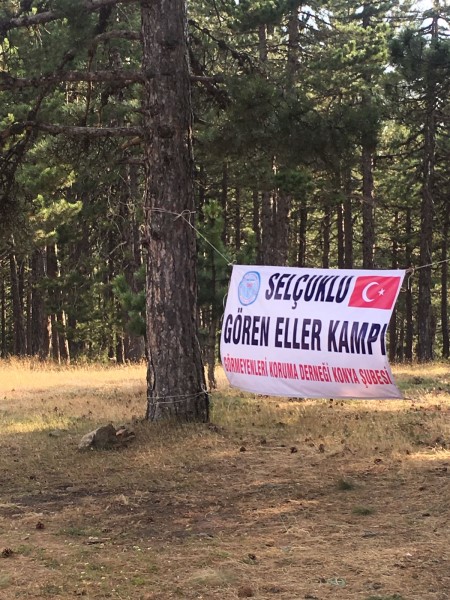 SELÇUKLU
GÖREN ELLER KAMPI
GÖRMEYENLERİ KORUMA DERNEĞİ KONYA ŞUBESİ